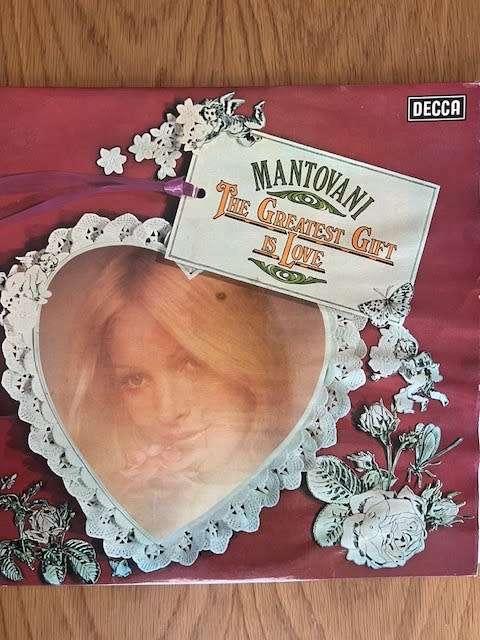 DECCA
MANTOVANI
THE GREATEST GIFT
IS LOVE